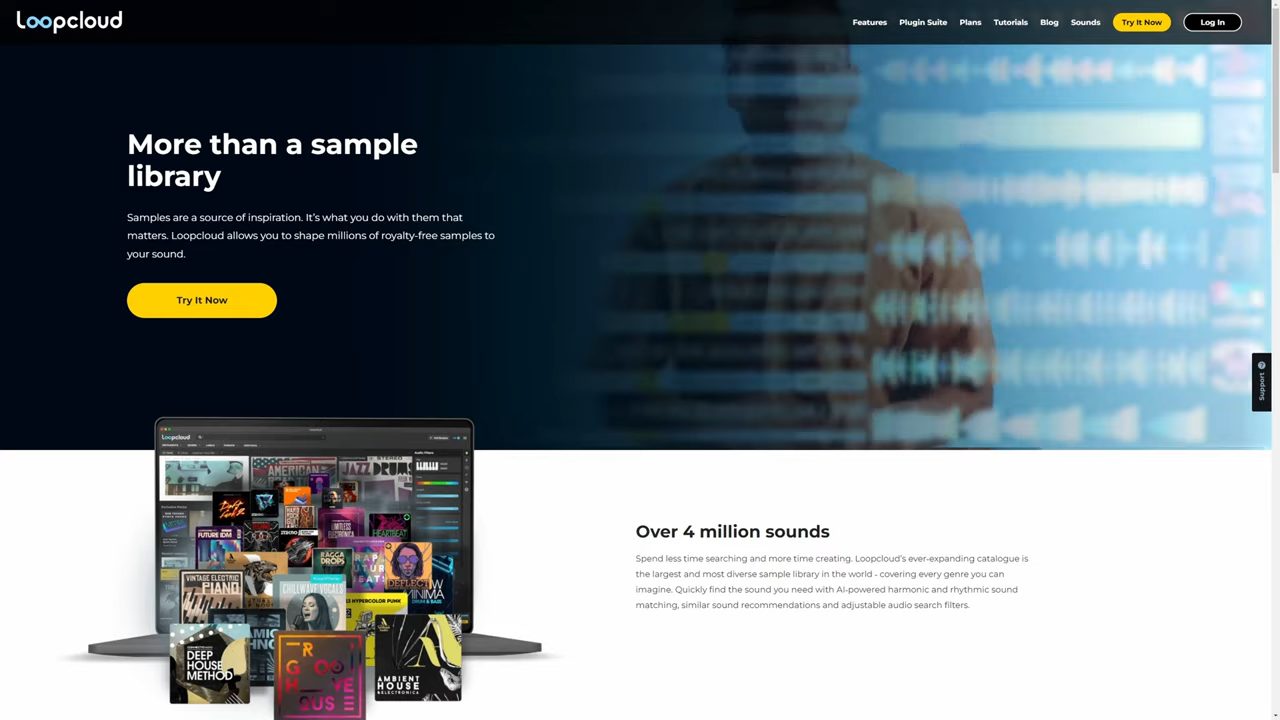 Loopcloud
Features
Plugin Suite
Plans
Tutorials
Blog
Sounds
Try It Now
Log In
More than a sample
library
Samples are a source of inspiration. It's what you do with them that
matters. Loopcloud allows you to shape millions of royalty-free samples to
your sound.
Try It Now
Support
Loopcloud
AMERICAN
JAZZ DRUMS
FUTURE IDM
RAGGA
DROPS
HEARTBEAT
DEFLECT
MINIMA
DRUM & BASS
VINTAGE ELECTRIC
PIANO
CHILLWAVE VOCALS
HYPERCOLOR PUNK
DEEP
HOUSE
METHOD
AMBIENT
HOUSE
& ELECTRONICA
Over 4 million sounds
Spend less time searching and more time creating. Loopcloud's ever-expanding catalogue is
the largest and most diverse sample library in the world - covering every genre you can
imagine. Quickly find the sound you need with AI-powered harmonic and rhythmic sound
matching, similar sound recommendations and adjustable audio search filters.